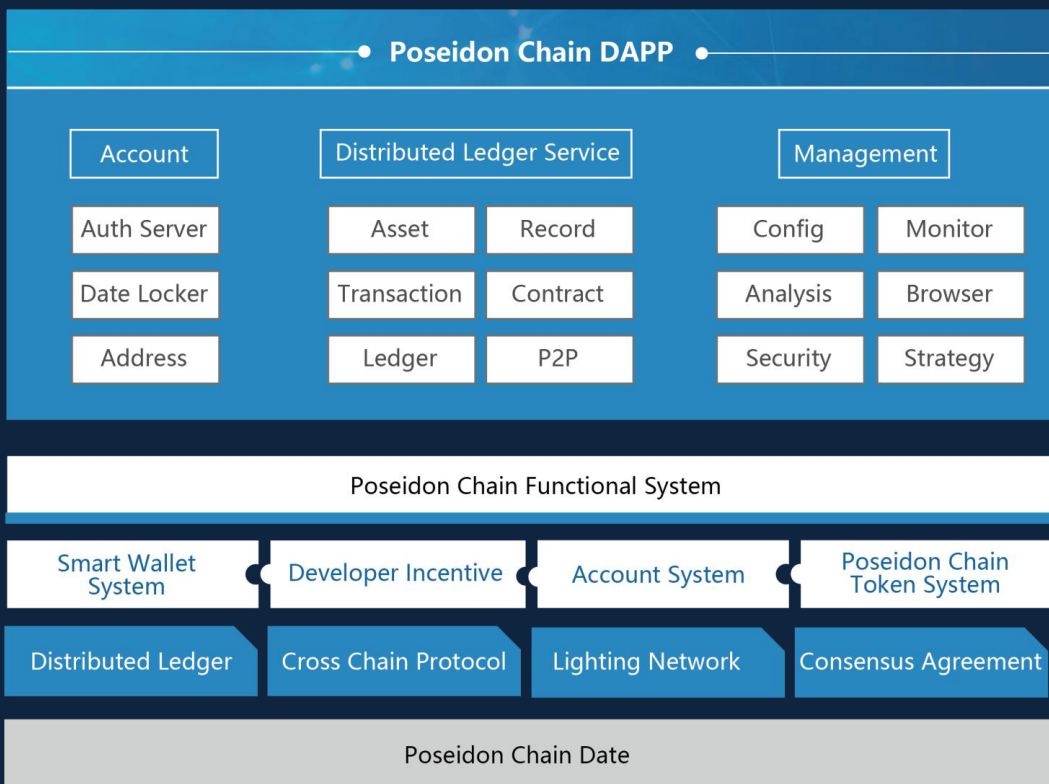 Poseidon Chain DAPP
Account
Distributed Ledger Service
Management
Auth Server
Asset
Record
Config
Monitor
Date Locker
Transaction
Contract
Analysis
Browser
Address
Ledger
P2P
Security
Strategy
Poseidon Chain Functional System
Smart Wallet
System
Developer Incentive
Account System
Poseidon Chain
Token System
Distributed Ledger
Cross Chain Protocol
Lighting Network
Consensus Agreement
Poseidon Chain Date